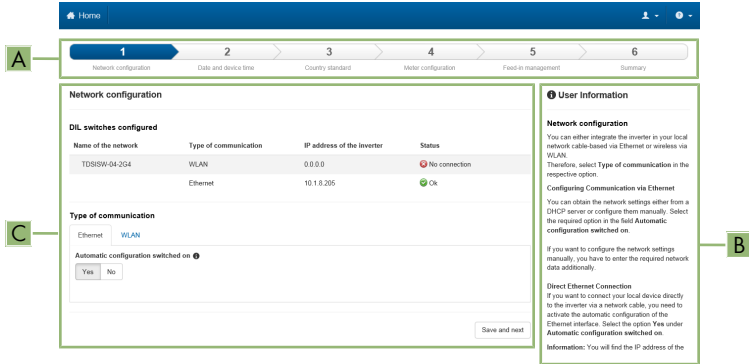 Home
A
1 2 3 4 5 6
Network configuration Date and device time Country standard Meter configuration Feed-in management Summary
Network configuration
DIL switches configured
Name of the network Type of communication IP address of the inverter Status
TDSISW-04-2G4 WLAN 0.0.0.0 No connection
Ethernet 10.1.8.205 Ok
C
Type of communication
Ethernet WLAN
Automatic configuration switched on
Yes No
Save and next
User Information
Network configuration
You can either integrate the inverter in your local
network cable-based via Ethernet or wireless via
WLAN.
Therefore, select Type of communication in the
respective option.
Configuring Communication via Ethernet
You can obtain the network settings either from a
DHCP server or configure them manually. Select
the required option in the field Automatic
configuration switched on.
B
If you want to configure the network settings
manually, you have to enter the required network
data additionally.
Direct Ethernet Connection
If you want to connect your local device directly
to the inverter via a network cable, you need to
activate the automatic configuration of the
Ethernet interface. Select the option Yes under
Automatic configuration switched on.
Information: You will find the IP address of the